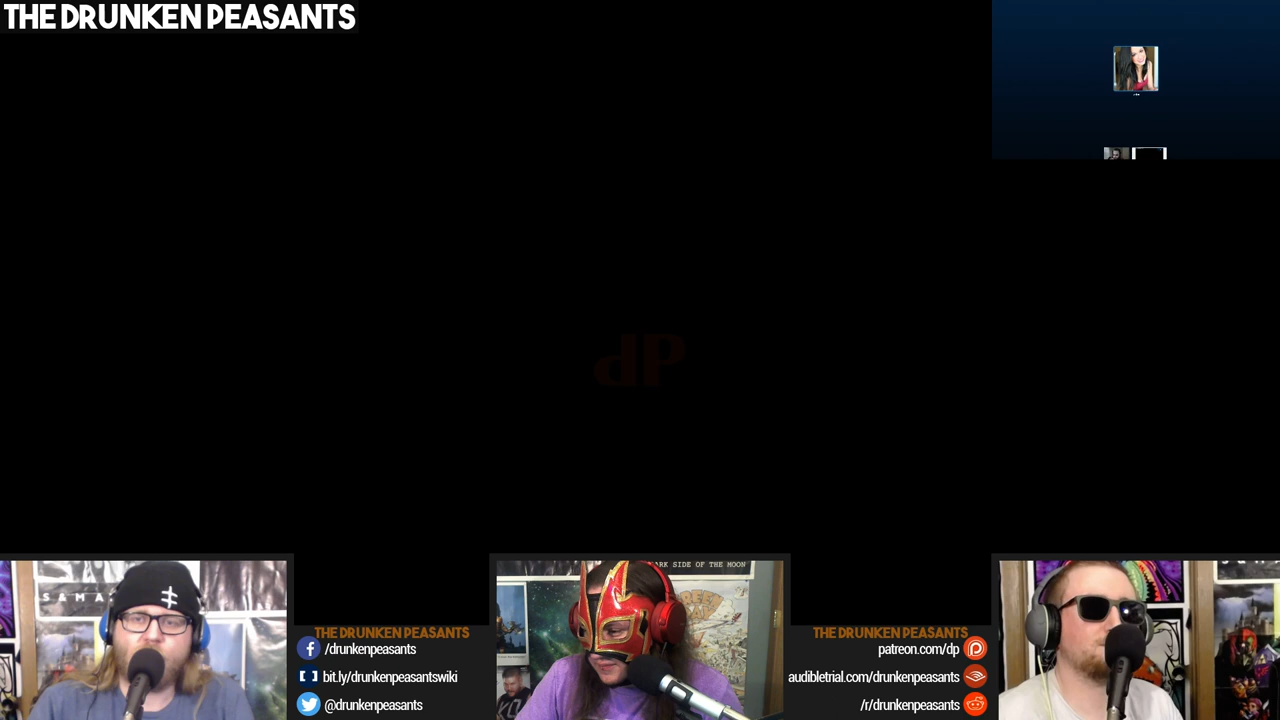 THE DRUNKEN PEASANTS
dP
ARK SIDE OF THE MOON
THE DRUNKEN PEASANTS
/drunkenpeasants
bit.ly/drunkenpeasantswiki
@drunkenpeasants
THE DRUNKEN PEASANTS
patreon.com/dp
audibletrial.com/drunkenpeasants
/r/drunkenpeasants